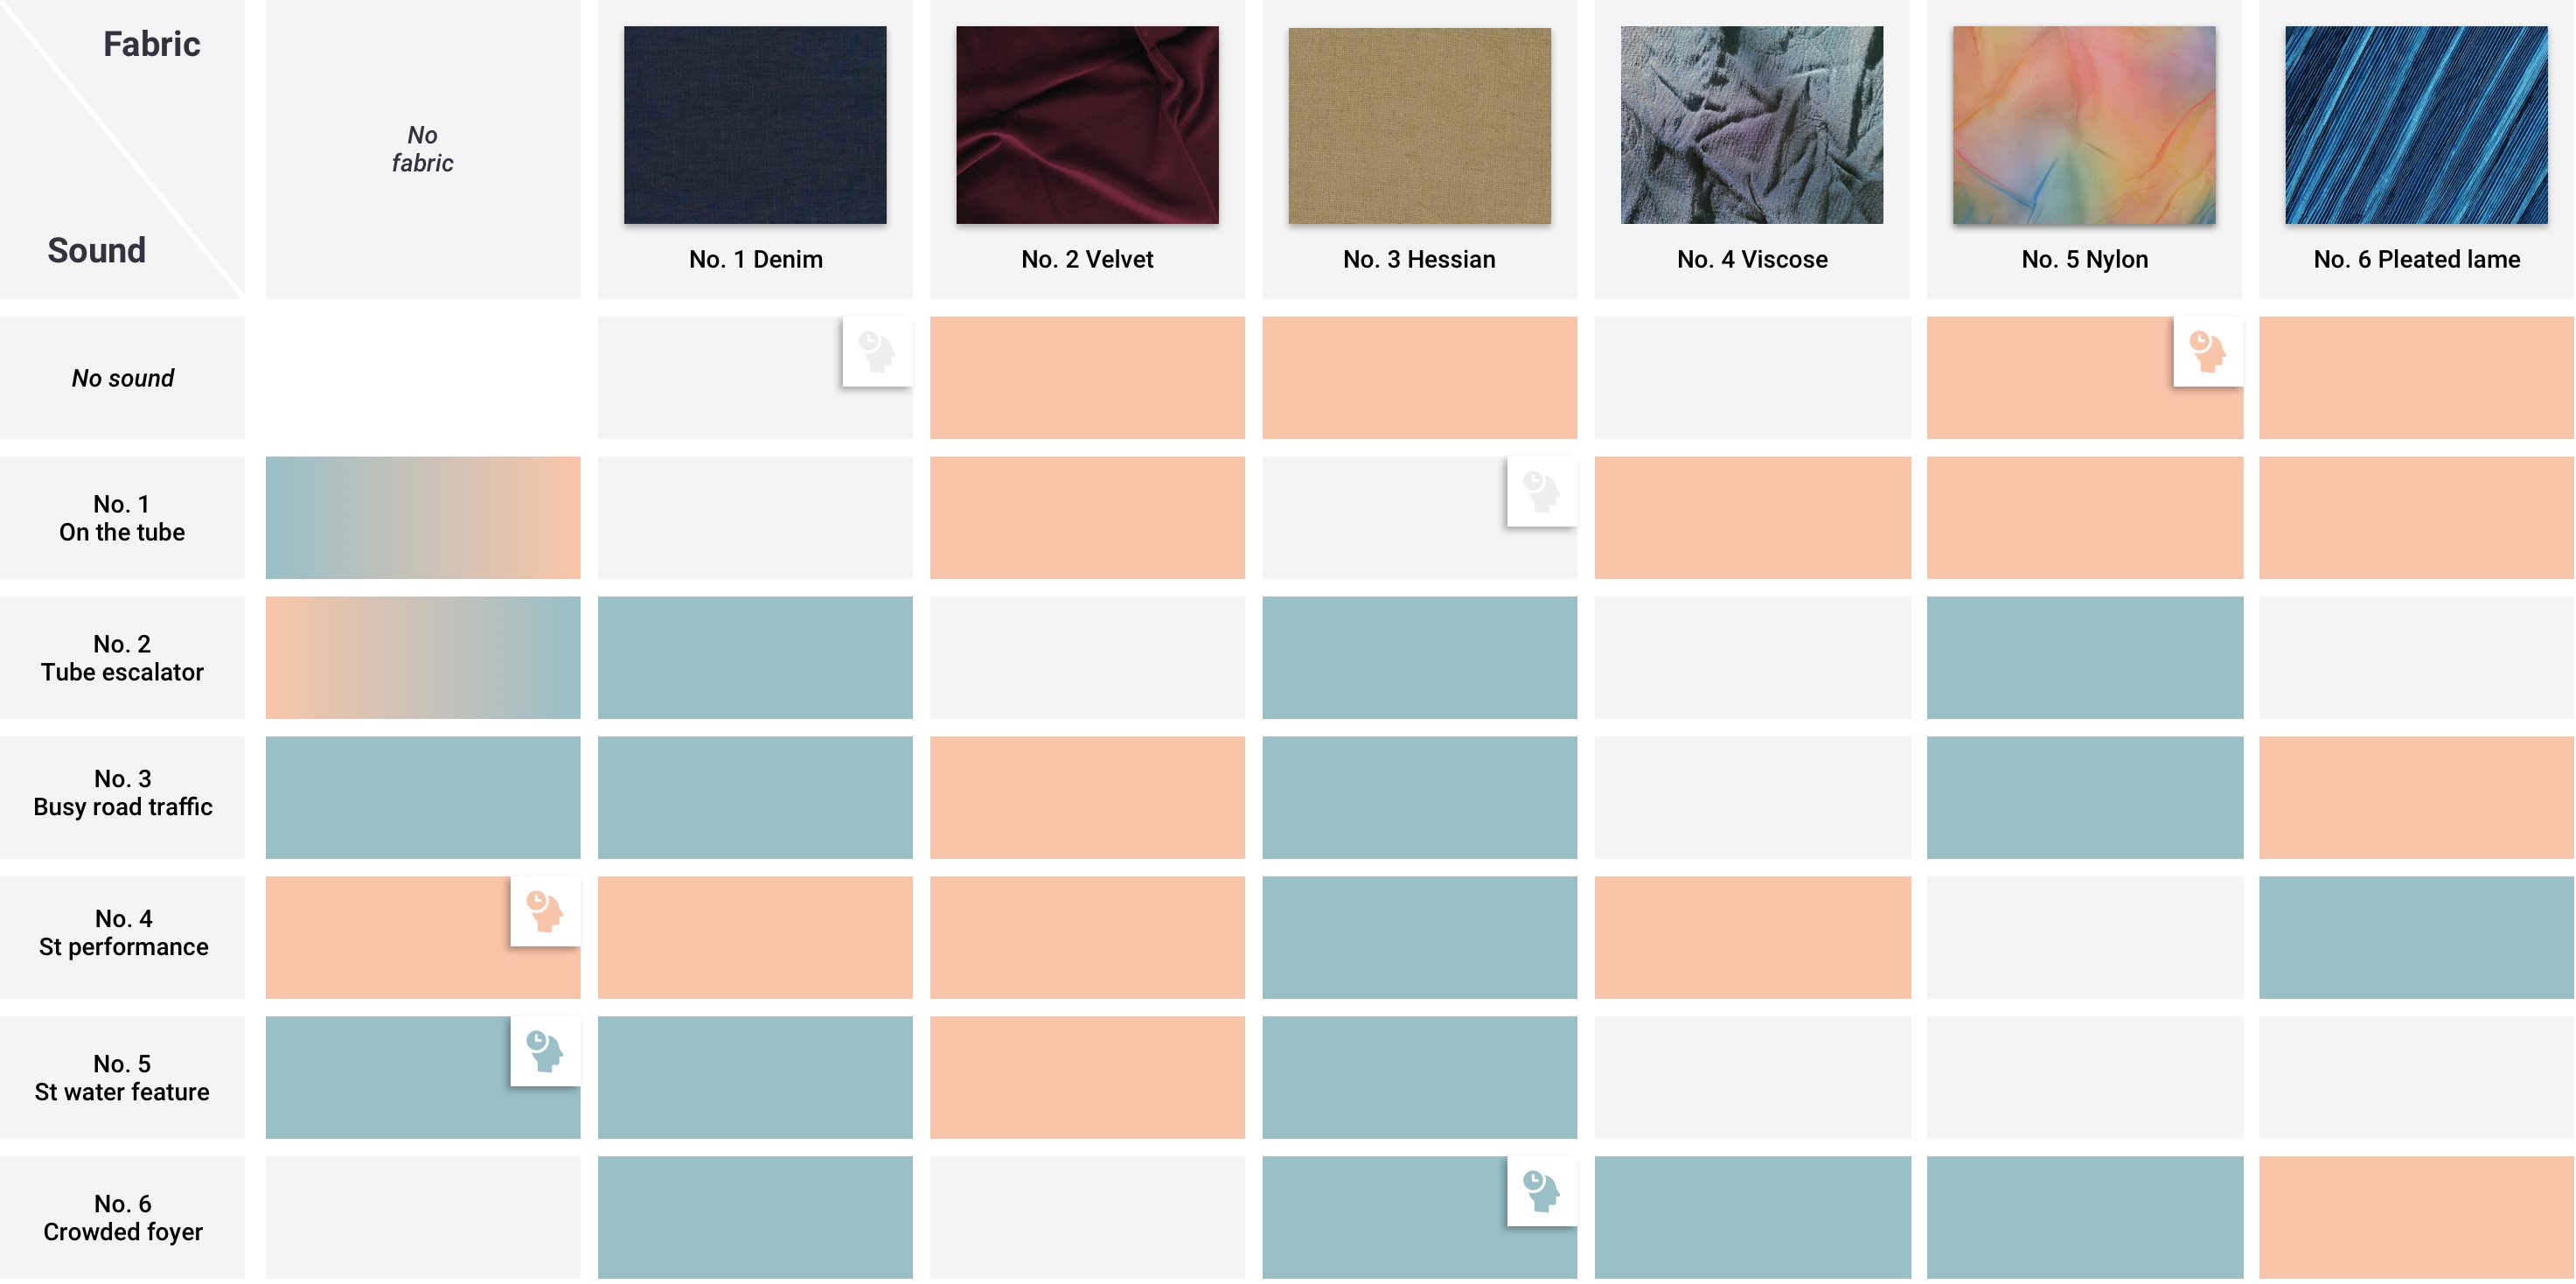 Fabric
Sound
No
fabric
No. 1 Denim
No. 2 Velvet
No. 3 Hessian
No. 4 Viscose
No. 5 Nylon
No. 6 Pleated lame
No sound
No. 1
On the tube
No. 2
Tube escalator
No. 3
Busy road traffic
No. 4
St performance
No. 5
St water feature
No. 6
Crowded foyer